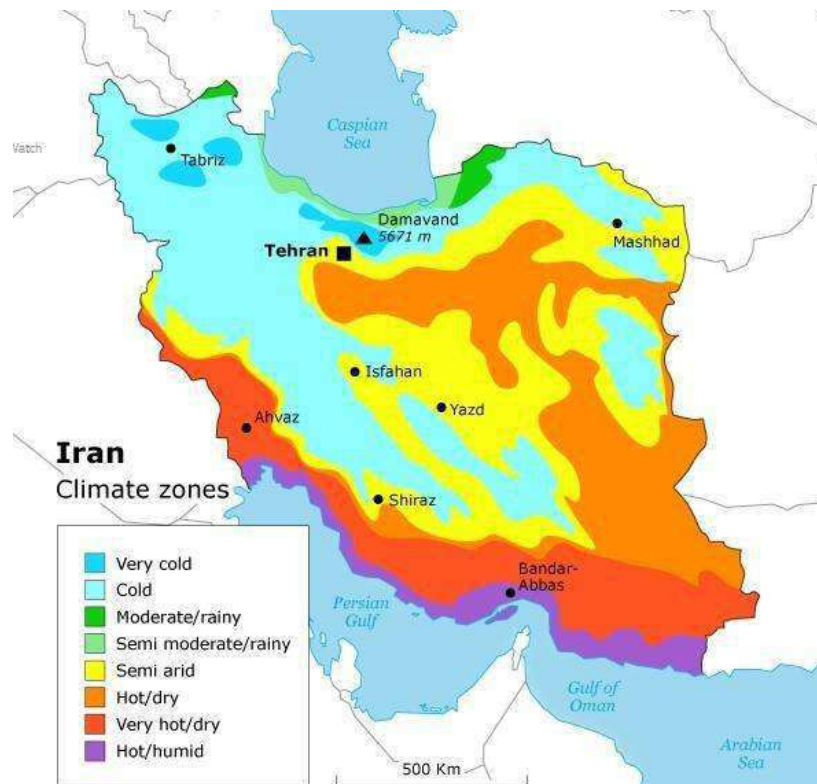 Caspian
Sea
Vatch
Tabriz
Damavand
5671 m
Tehran
Mashhad
Isfahan
Yazd
Ahvaz
Iran
Climate zones
Shiraz
Bandar-
Abbas
Very cold
Cold
Moderate/rainy
Semi moderate/rainy
Semi arid
Hot/dry
Very hot/dry
Hot/humid
Persian
Gulf
Gulf of
Oman
Arabian
Sea
500 Km